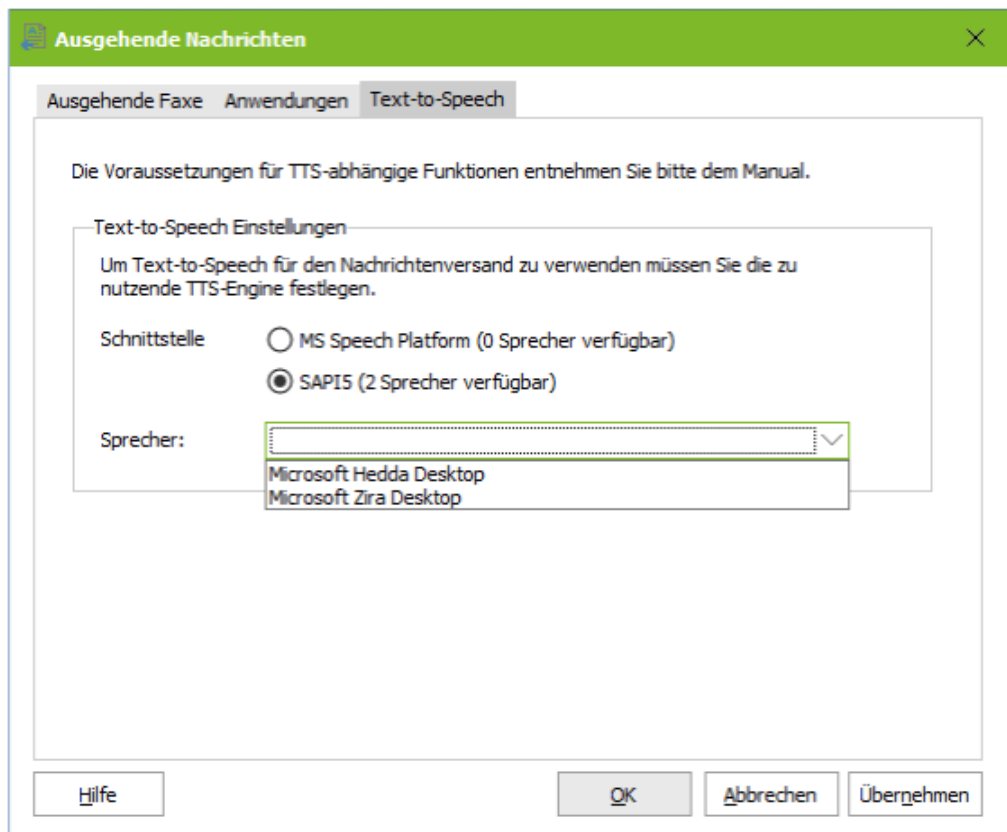 Ausgehende Nachrichten
Ausgehende Faxe Anwendungen Text-to-Speech
Die Voraussetzungen für TTS-abhängige Funktionen entnehmen Sie bitte dem Manual.
Text-to-Speech Einstellungen
Um Text-to-Speech für den Nachrichtenversand zu verwenden müssen Sie die zu
nutzende TTS-Engine festlegen.
Schnittstelle MS Speech Platform (0 Sprecher verfügbar)
SAPI5 (2 Sprecher verfügbar)
Sprecher:
Microsoft Hedda Desktop
Microsoft Zira Desktop
Hilfe OK Abbrechen Übernehmen